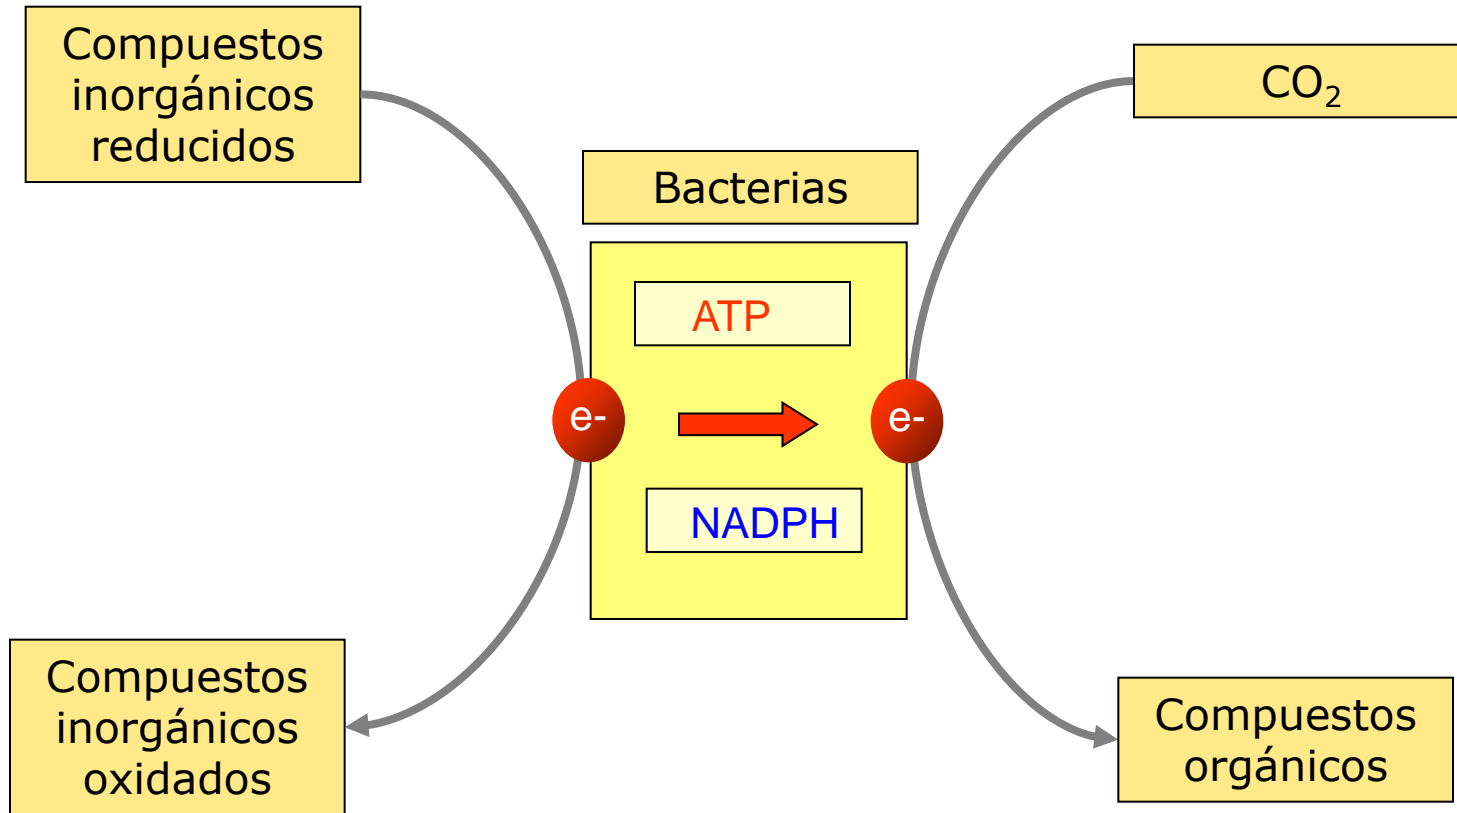 Compuestos
inorgánicos
reducidos
CO₂
Bacterias
ATP
e-
e-
NADPH
Compuestos
inorgánicos
oxidados
Compuestos
orgánicos